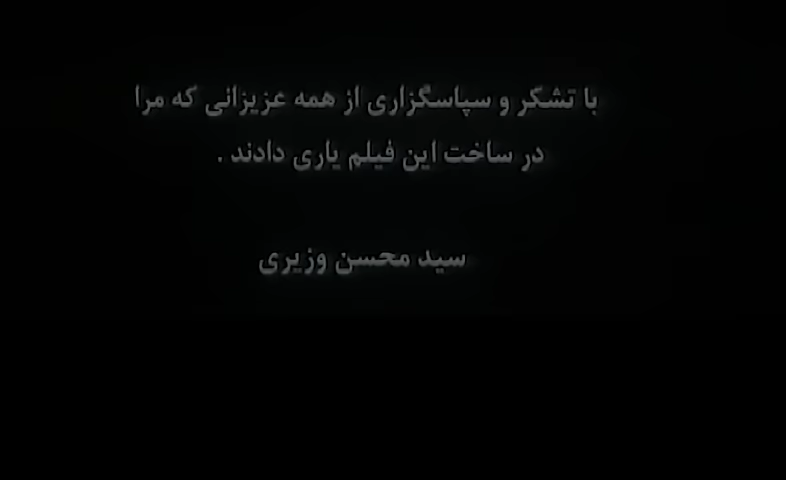 با تشکر و سپاسگزاری از همه عزیزانی که مرا
در ساخت این فیلم یاری دادند .
سید محسن وزیری